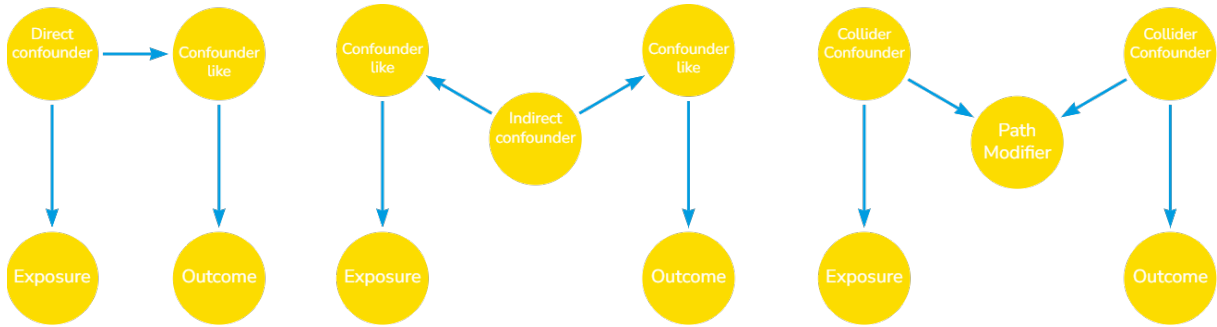 Direct
confounder
Confounder
like
Exposure
Outcome
Confounder
like
Confounder
like
Indirect
confounder
Exposure
Outcome
Collider
Confounder
Collider
Confounder
Path
Modifier
Exposure
Outcome